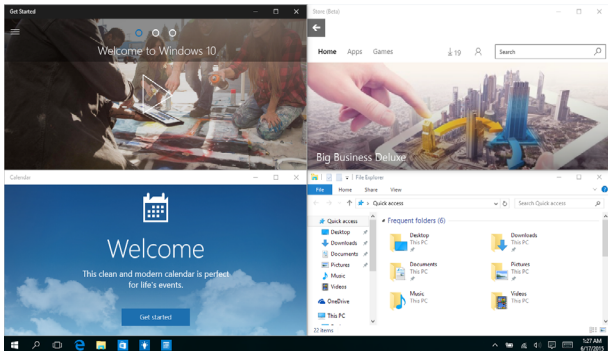 Get Started
Welcome to Windows 10
Store (Beta)
Home Apps Games 19 Search
Big Business Deluxe
Calendar
Welcome
This clean and modern calendar is perfect
for life's events.
Get started
File Explorer
File Home Share View
Quick access Search Quick access
Quick access
Desktop
Downloads
Documents
Pictures
Music
Videos
OneDrive
This PC
Frequent folders (6)
Desktop
This PC
Downloads
This PC
Documents
This PC
Pictures
This PC
Music
This PC
Videos
This PC
22 items
1:27 AM
6/17/2015